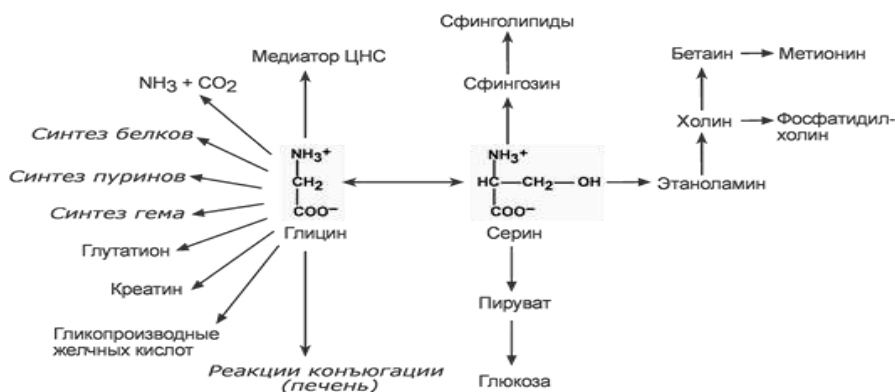 Сфинголипиды
Медиатор ЦНС
Бетаин
Метионин
NH3 + CO2
Сфингозин
Синтез белков
Холин
Фосфатидил-
холин
NH3+
NH3+
Синтез пуринов
CH2
HC—CH2—OH
Этаноламин
Синтез гема
COO−
COO−
Глицин
Серин
Глутатион
Креатин
Пируват
Гликопроизводные
желчных кислот
Реакции конъюгации
(печень)
Глюкоза